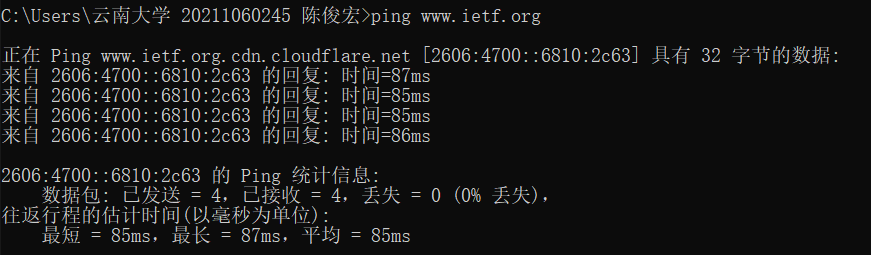 C:\Users\云南大学 20211060245 陈俊宏>ping www.ietf.org
正在 Ping www.ietf.org.cdn.cloudflare.net [2606:4700::6810:2c63] 具有 32 字节的数据:
来自 2606:4700::6810:2c63 的回复: 时间=87ms
来自 2606:4700::6810:2c63 的回复: 时间=85ms
来自 2606:4700::6810:2c63 的回复: 时间=85ms
来自 2606:4700::6810:2c63 的回复: 时间=86ms
2606:4700::6810:2c63 的 Ping 统计信息:
数据包: 已发送 = 4，已接收 = 4，丢失 = 0 (0% 丢失)，
往返行程的估计时间(以毫秒为单位):
最短 = 85ms，最长 = 87ms，平均 = 85ms